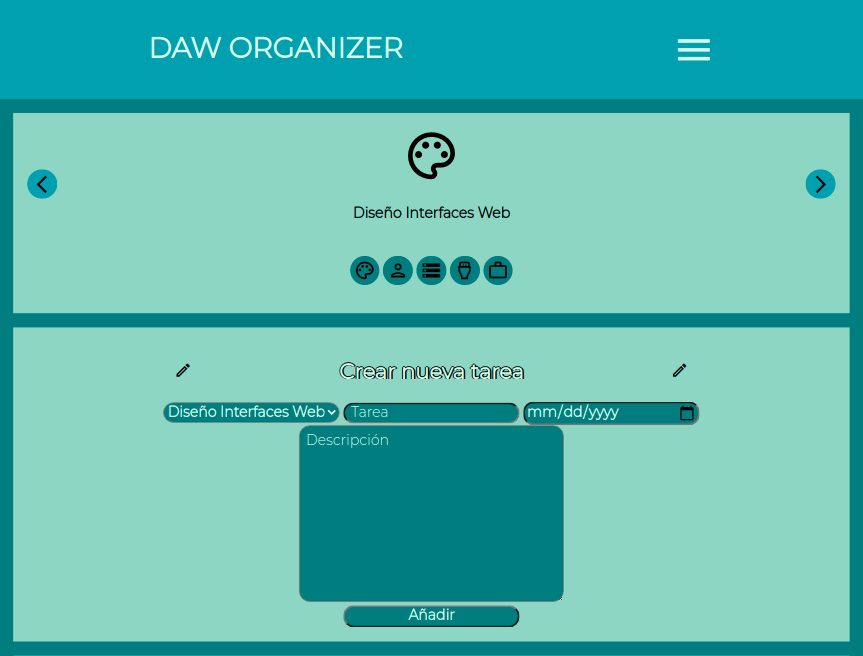 DAW ORGANIZER
Diseño Interfaces Web
Crear nueva tarea
Diseño Interfaces Web Tarea mm/dd/yyyy
Descripción
Añadir